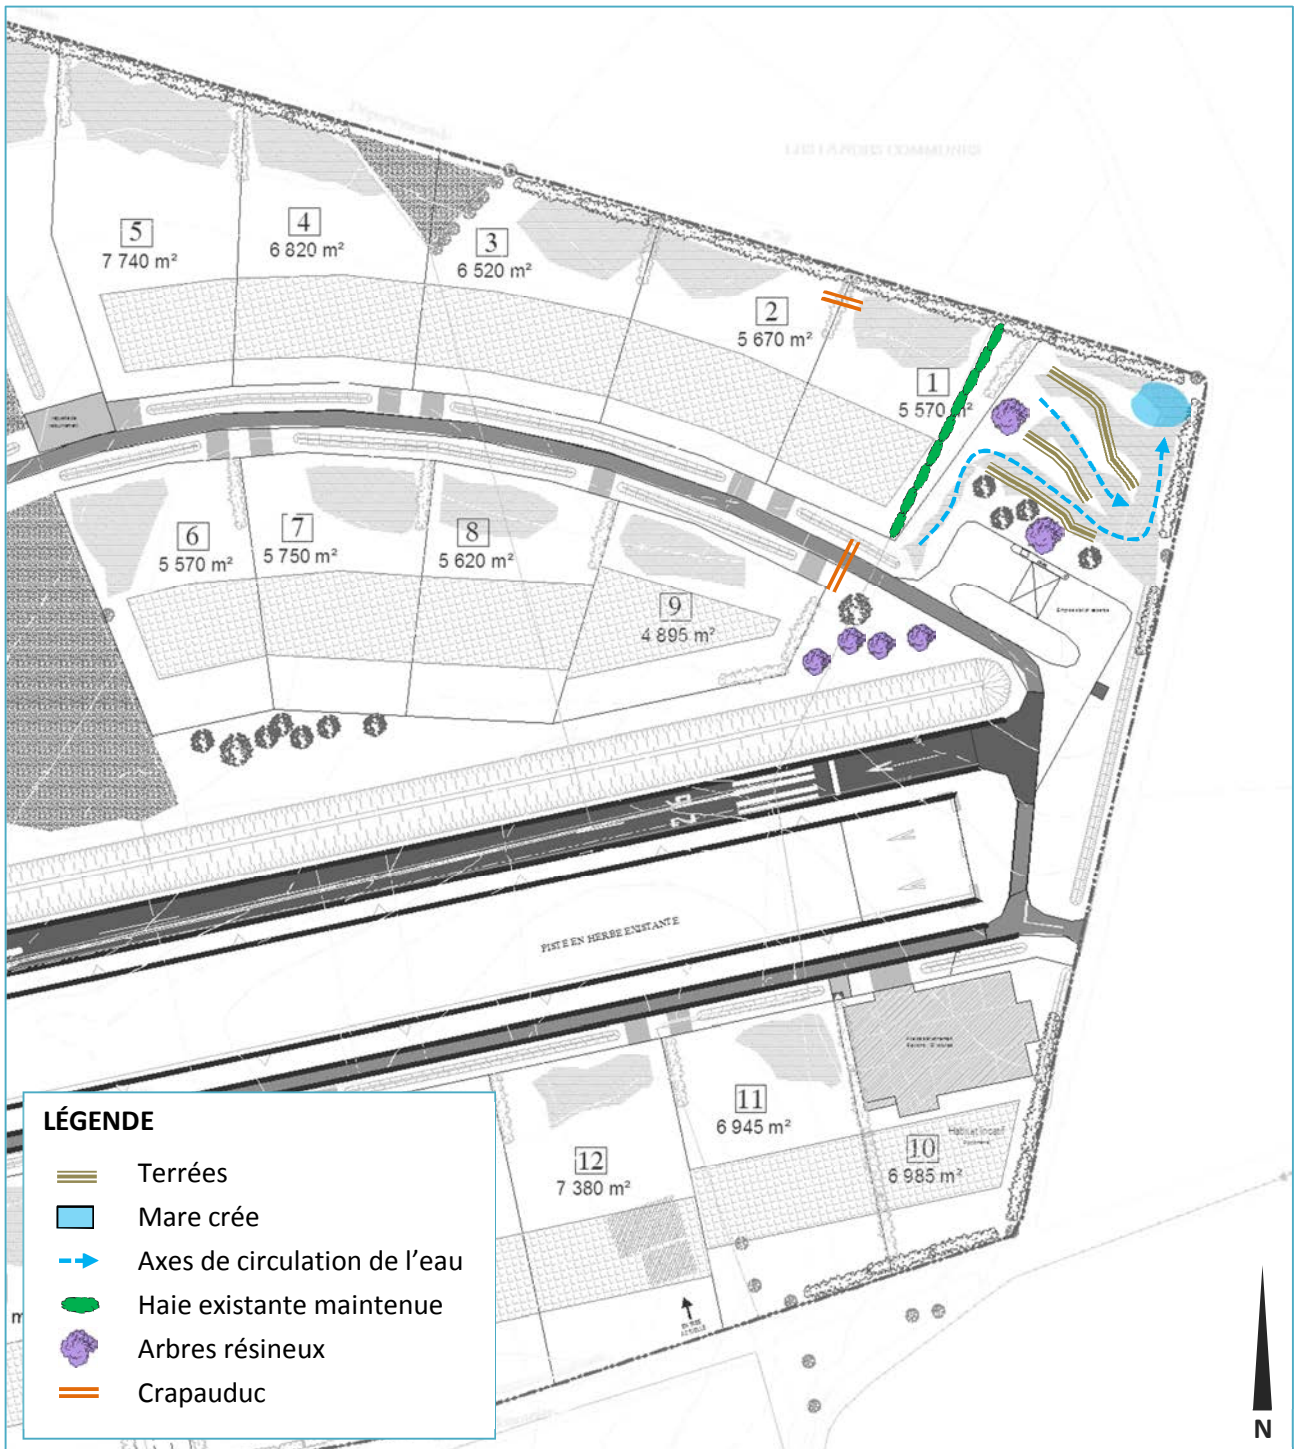 LES LANDES COMMUNES
5
7 740 m²
4
6 820 m²
3
6 520 m²
2
5 670 m²
1
5 570 m²
6
5 570 m²
7
5 750 m²
8
5 620 m²
9
4 895 m²
PISTE EN HERBE EXISTANTE
11
6 945 m²
10
6 985 m²
12
7 380 m²
LÉGENDE
Terrées
Mare crée
Axes de circulation de l’eau
Haie existante maintenue
Arbres résineux
Crapauduc
m
N